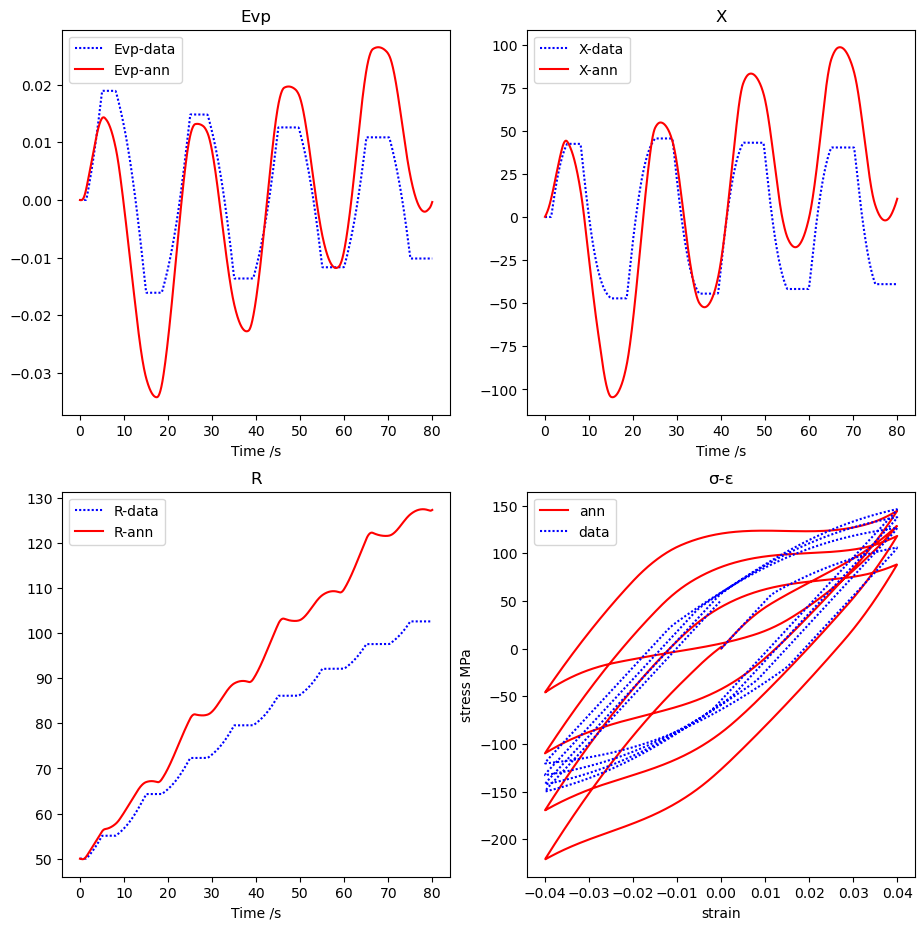 Evp
Evp-data
Evp-ann
0.02
0.01
0.00
−0.01
−0.02
−0.03
0 10 20 30 40 50 60 70 80
Time /s
X
X-data
X-ann
100
75
50
25
0
−25
−50
−75
−100
0 10 20 30 40 50 60 70 80
Time /s
R
R-data
R-ann
130
120
110
100
90
80
70
60
50
0 10 20 30 40 50 60 70 80
Time /s
σ-ε
ann
data
150
100
50
0
−50
−100
−150
−200
stress MPa
−0.04 −0.03 −0.02 −0.01 0.00 0.01 0.02 0.03 0.04
strain